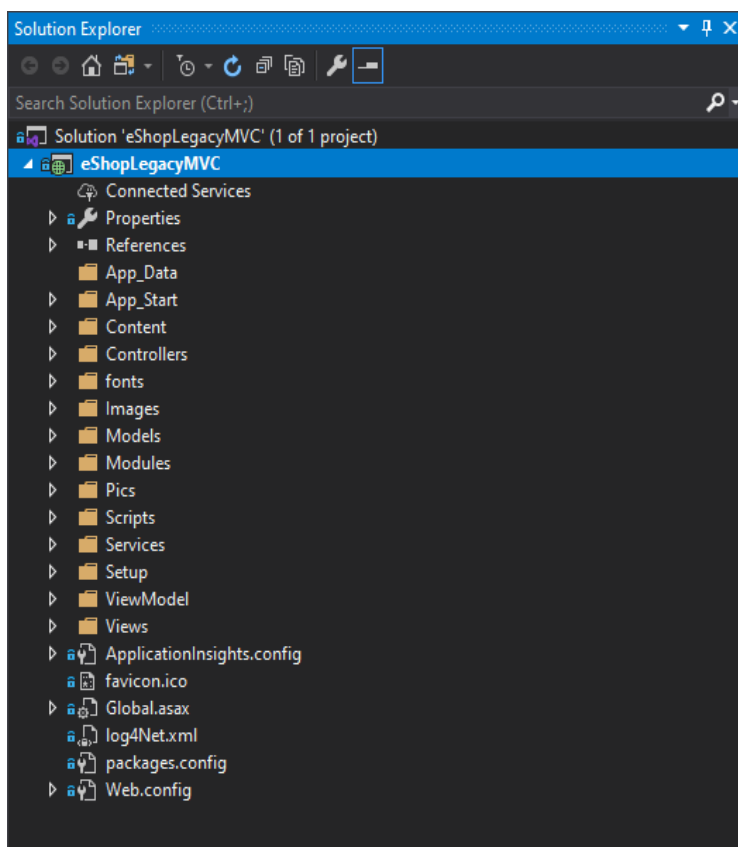 Solution Explorer
Search Solution Explorer (Ctrl+;)
Solution 'eShopLegacyMVC' (1 of 1 project)
eShopLegacyMVC
Connected Services
Properties
References
App_Data
App_Start
Content
Controllers
fonts
Images
Models
Modules
Pics
Scripts
Services
Setup
ViewModel
Views
ApplicationInsights.config
favicon.ico
Global.asax
log4Net.xml
packages.config
Web.config